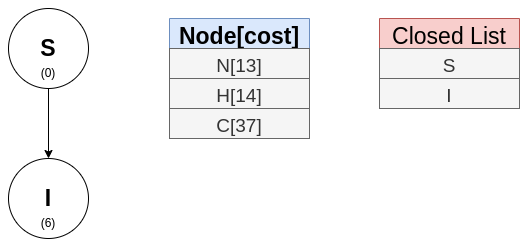 S
(0)
I
(6)
Node[cost]
N[13]
H[14]
C[37]
Closed List
S
I